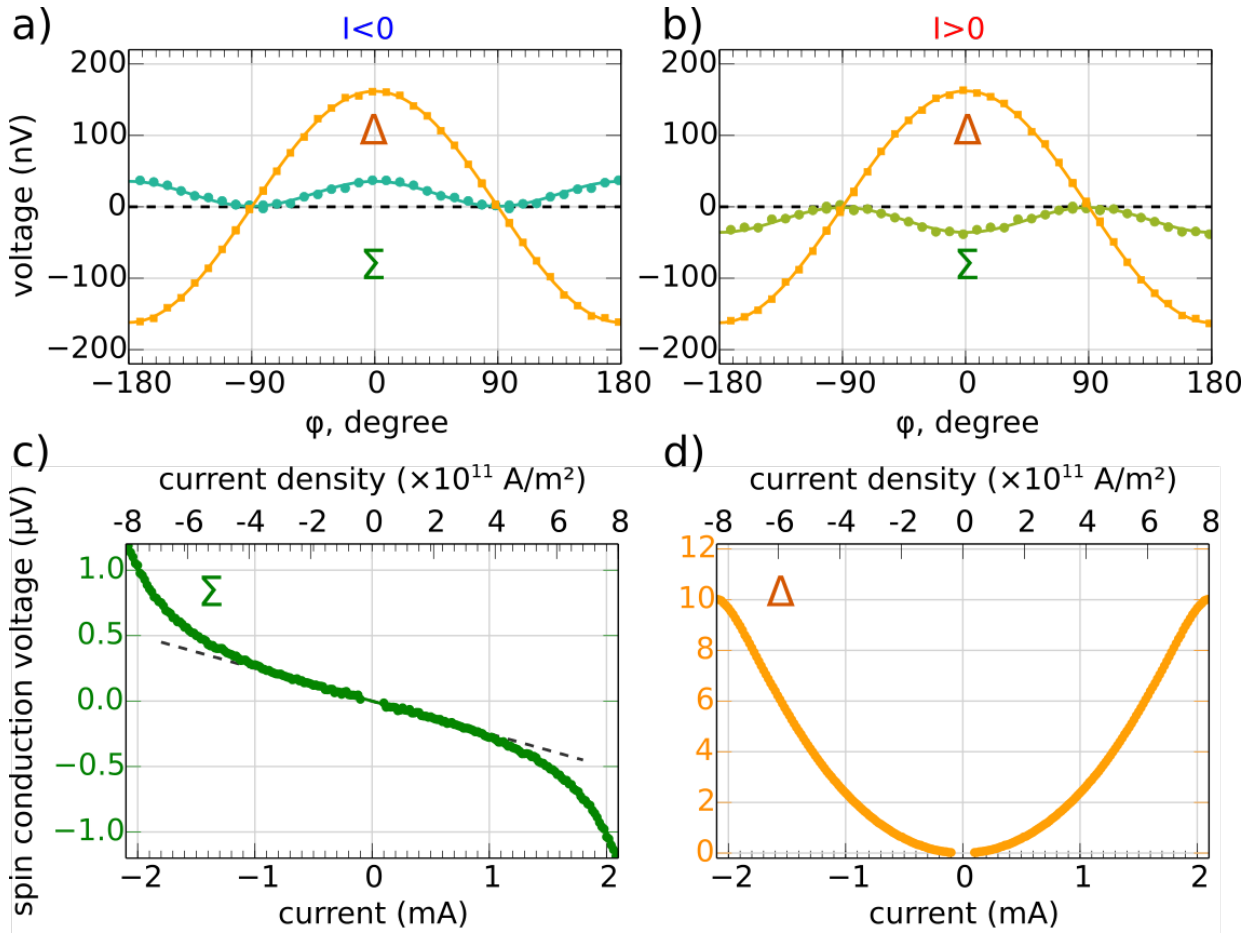 a)
I<0
b)
I>0
voltage (nV)
200
100
0
−100
−200
Δ
Σ
−180
−90
0
90
180
φ, degree
200
100
0
−100
−200
Δ
Σ
−180
−90
0
90
180
φ, degree
c)
current density (×10¹¹ A/m²)
-8 -6 -4 -2 0 2 4 6 8
spin conduction voltage (μV)
1.0
0.5
0.0
−0.5
−1.0
Σ
−2 −1 0 1 2
current (mA)
d)
current density (×10¹¹ A/m²)
-8 -6 -4 -2 0 2 4 6 8
12
10
8
6
4
2
0
Δ
−2 −1 0 1 2
current (mA)